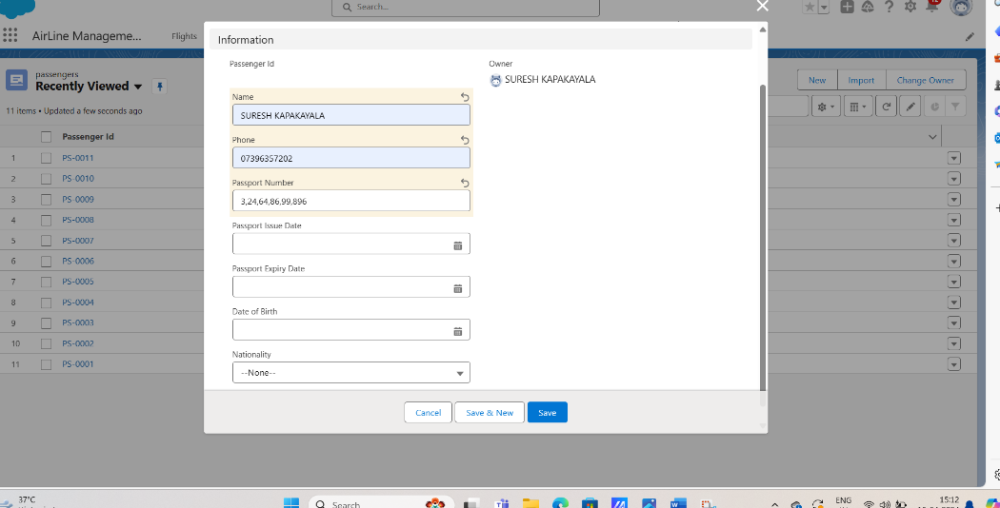 Search...
AirLine Manageme...
Flights
passengers
Recently Viewed
New
Import
Change Owner
11 items • Updated a few seconds ago
Passenger Id
1 PS-0011
2 PS-0010
3 PS-0009
4 PS-0008
5 PS-0007
6 PS-0006
7 PS-0005
8 PS-0004
9 PS-0003
10 PS-0002
11 PS-0001
Information
Passenger Id
Owner
SURESH KAPAKAYALA
Name
SURESH KAPAKAYALA
Phone
07396357202
Passport Number
3,24,64,86,99,896
Passport Issue Date
Passport Expiry Date
Date of Birth
Nationality
--None--
Cancel
Save & New
Save
37°C
Search
ENG
15:12